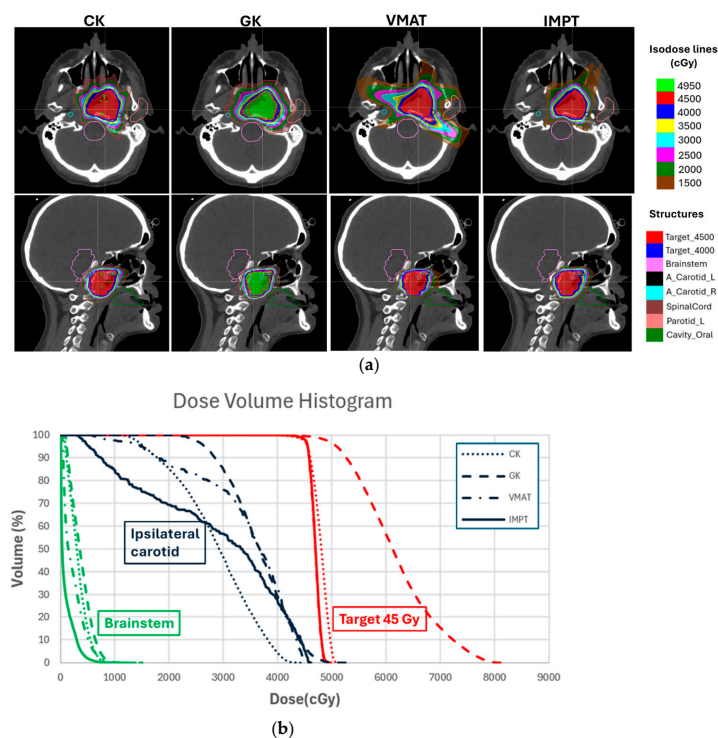 CK GK VMAT IMPT
Isodose lines
(cGy)
4950
4500
4000
3500
3000
2500
2000
1500
Structures
Target_4500
Target_4000
Brainstem
A_Carotid_L
A_Carotid_R
SpinalCord
Parotid_L
Cavity_Oral
(a)
Dose Volume Histogram
Volume (%)
100
90
80
70
60
50
40
30
20
10
0
CK
GK
VMAT
IMPT
Ipsilateral
carotid
Brainstem
Target 45 Gy
0 1000 2000 3000 4000 5000 6000 7000 8000 9000
Dose(cGy)
(b)